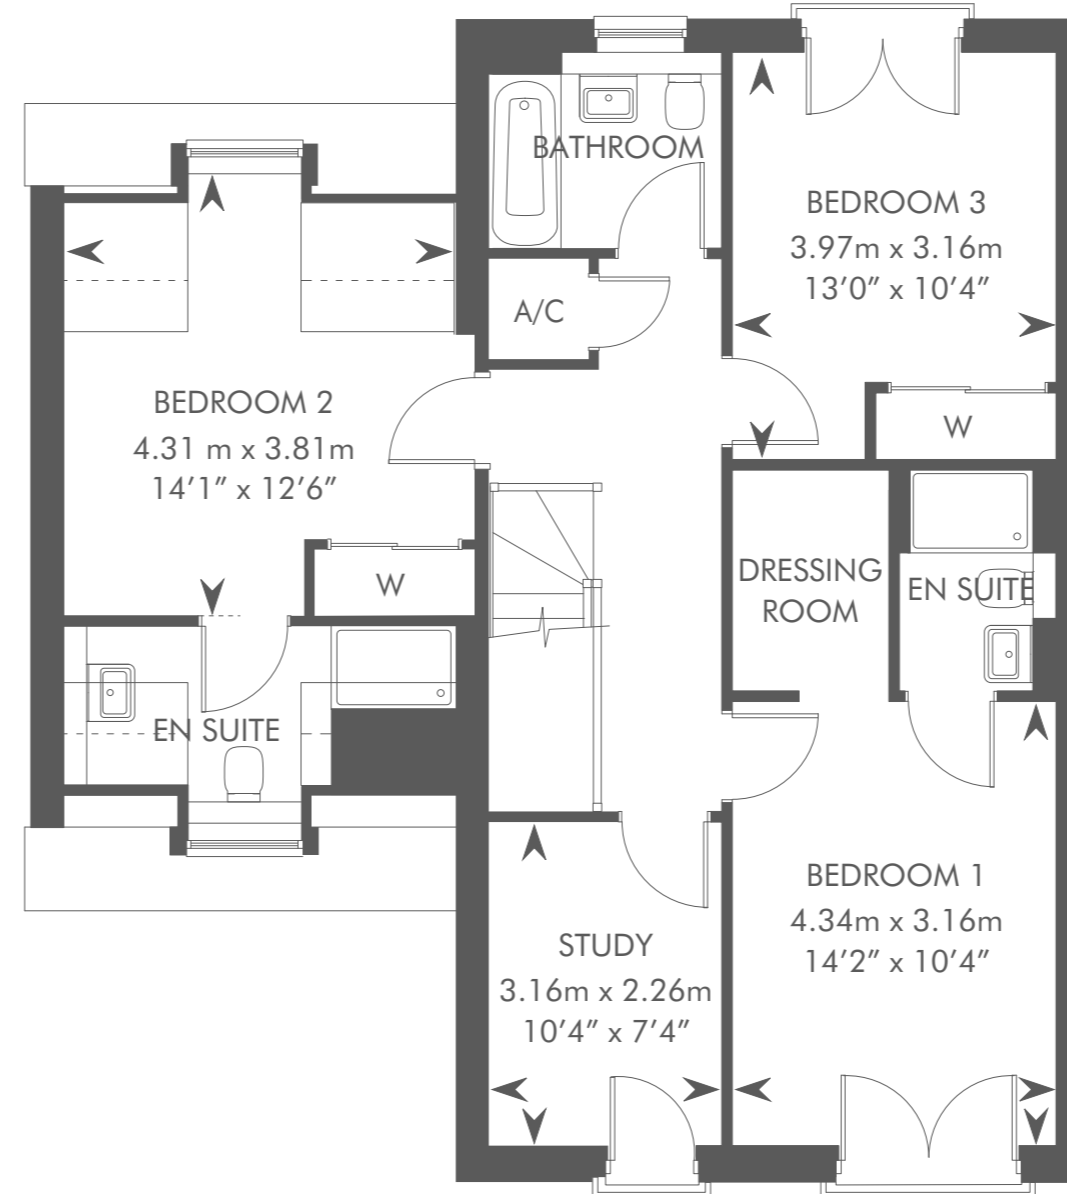 BATHROOM
BEDROOM 3
3.97m x 3.16m
13’0” x 10’4”
A/C
BEDROOM 2
4.31 m x 3.81m
14’1” x 12’6”
W
W
DRESSING
ROOM
EN SUITE
EN SUITE
BEDROOM 1
4.34m x 3.16m
14’2” x 10’4”
STUDY
3.16m x 2.26m
10’4” x 7’4”